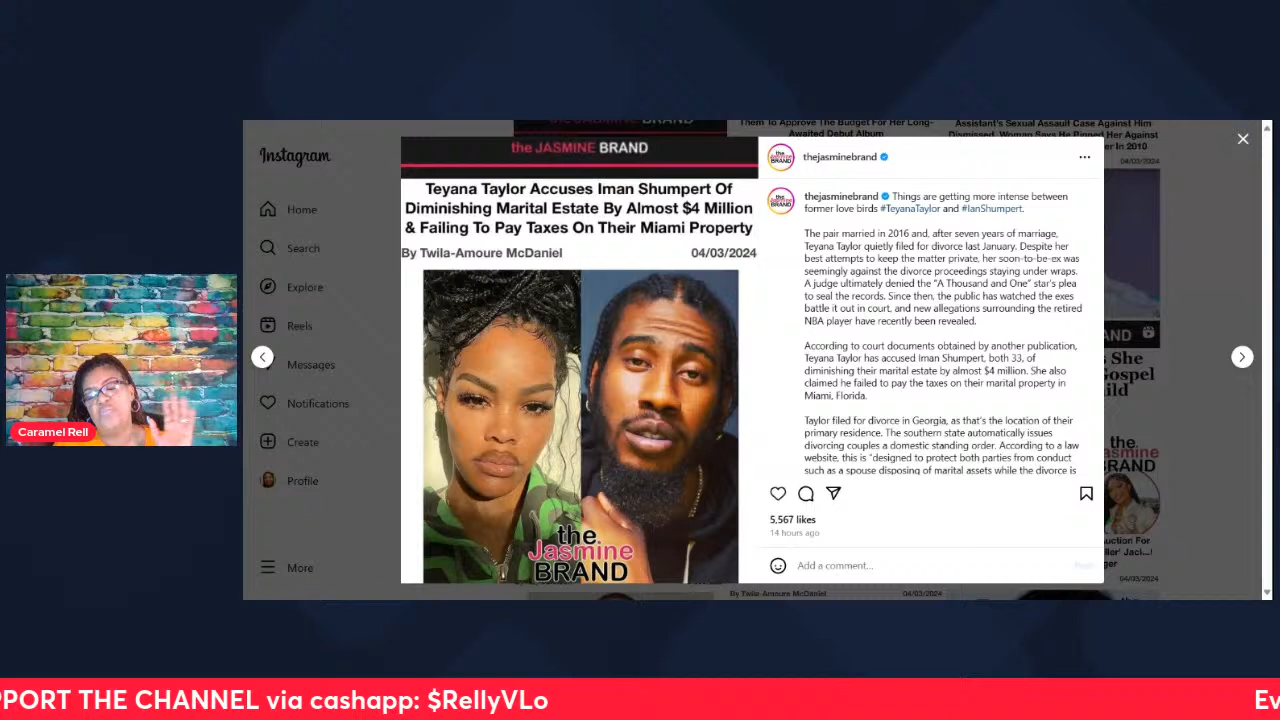 Them To Approve The Budget For Her Long-
Awaited Debut Album
Assistant's Sexual Assault Case Against Him
Dismissed, Woman Says He Pinned Her Against
er In 2010
04/03/2024
Instagram
Home
Search
Explore
Reels
Messages
Notifications
Create
Profile
More
the JASMINE BRAND
Teyana Taylor Accuses Iman Shumpert Of
Diminishing Marital Estate By Almost $4 Million
& Failing To Pay Taxes On Their Miami Property
By Twila-Amoure McDaniel 04/03/2024
the
Jasmine
BRAND
thejasminebrand
thejasminebrand Things are getting more intense between
former love birds #TeyanaTaylor and #IanShumpert.
The pair married in 2016 and, after seven years of marriage,
Teyana Taylor quietly filed for divorce last January. Despite her
best attempts to keep the matter private, her soon-to-be-ex was
seemingly against the divorce proceedings staying under wraps.
A judge ultimately denied the "A Thousand and One" star's plea
to seal the records. Since then, the public has watched the exes
battle it out in court, and new allegations surrounding the retired
NBA player have recently been revealed.
According to court documents obtained by another publication,
Teyana Taylor has accused Iman Shumpert, both 33, of
diminishing their marital estate by almost $4 million. She also
claimed he failed to pay the taxes on their marital property in
Miami, Florida.
Taylor filed for divorce in Georgia, as that's the location of their
primary residence. The southern state automatically issues
divorcing couples a domestic standing order. According to a law
website, this is "designed to protect both parties from conduct
such as a spouse disposing of marital assets while the divorce is
5,567 likes
14 hours ago
Add a comment...
Post
AND
s She
Gospel
hild
the.
asmine
BRAND
uction For
llor' Jaci...!
ger
04/03/2024
By Twila-Amoure McDaniel 04/03/2024
Caramel Rell
PPORT THE CHANNEL via cashapp: $RellyVLo
Ev